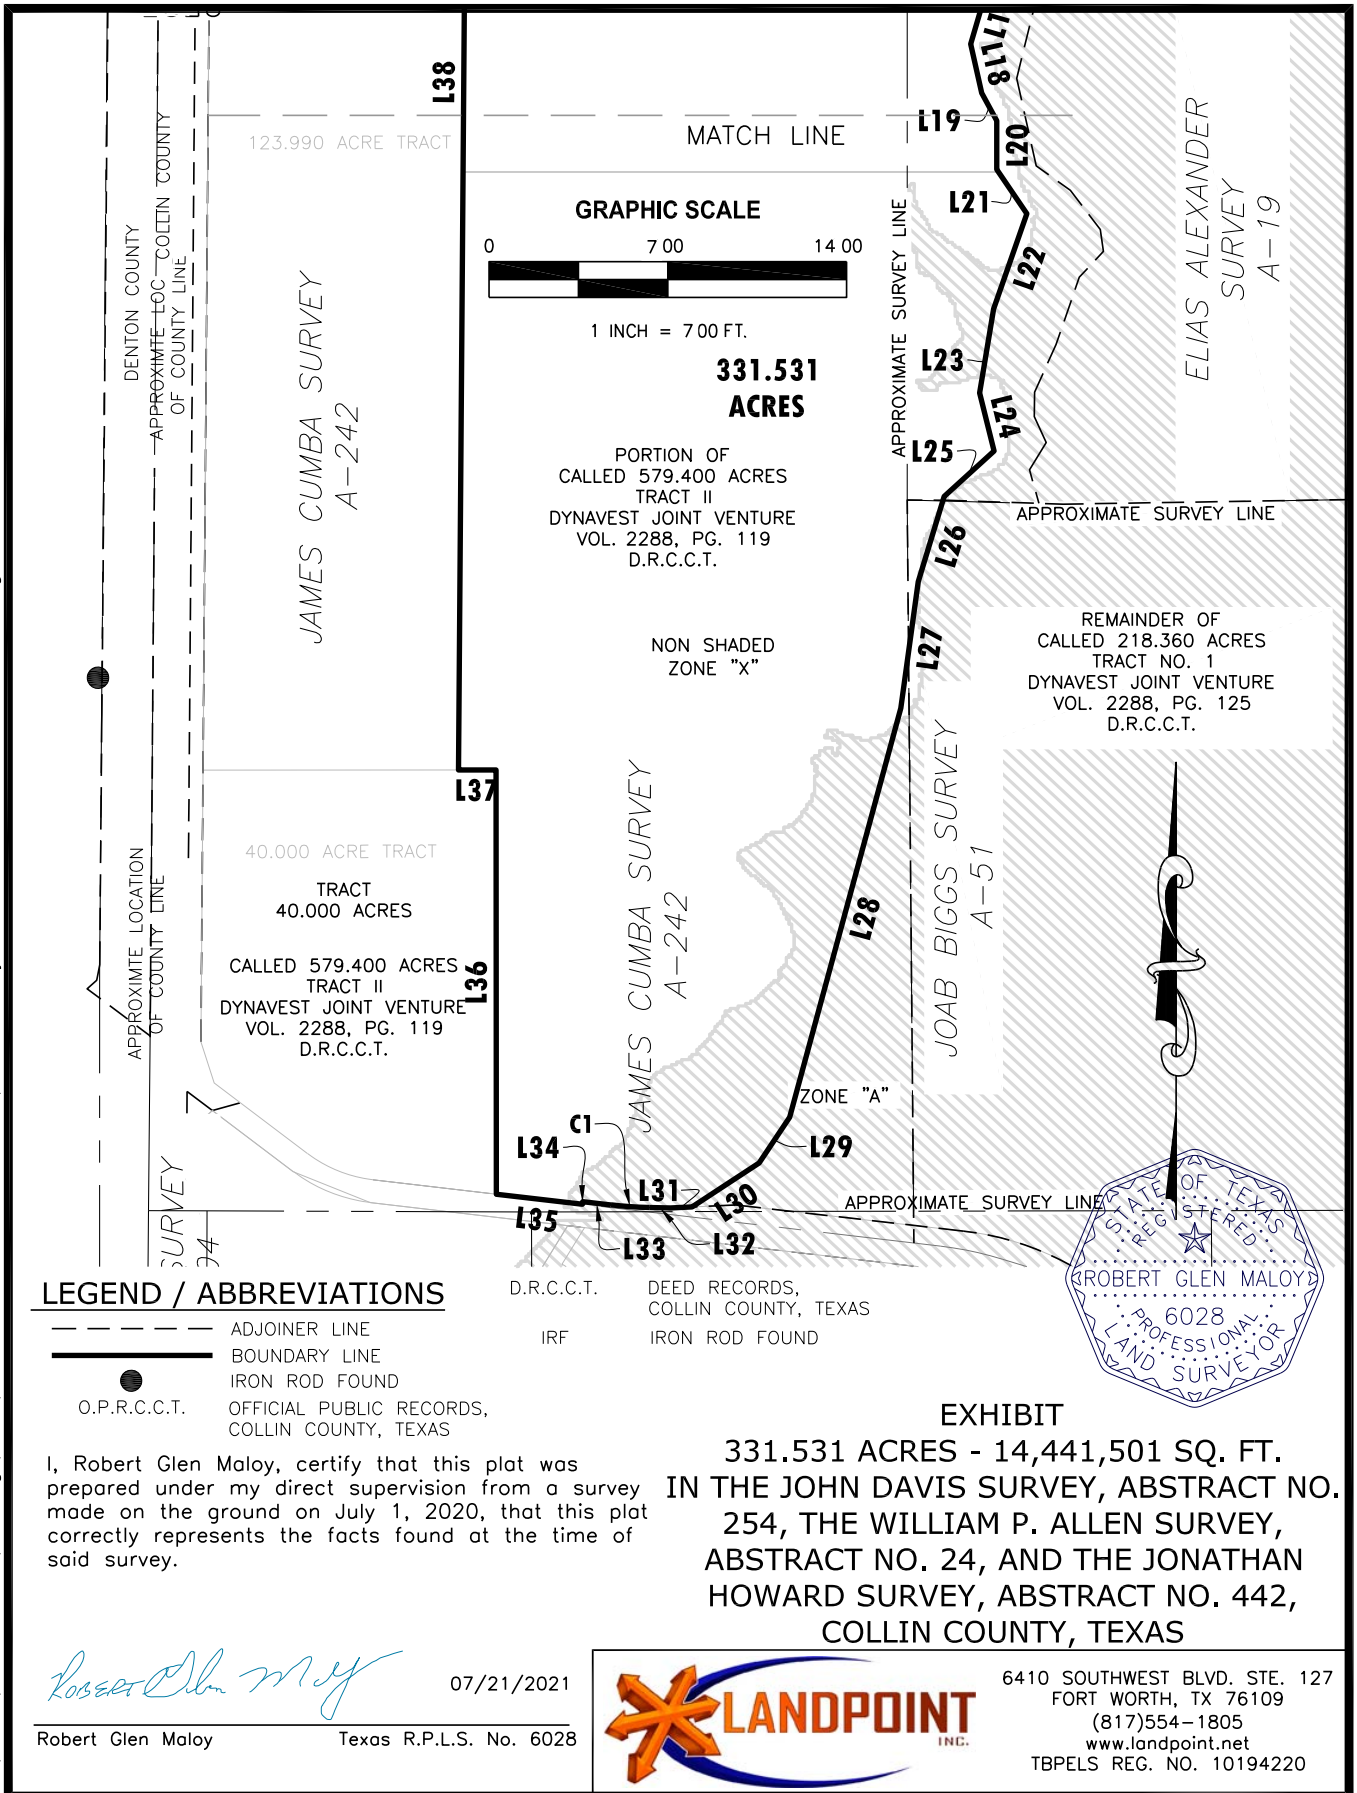 L38
L17
L18
L19
L20
L21
L22
L23
L24
L25
L26
L27
L28
L29
L30
L31
L32
L33
L34
L35
L36
L37
C1
123.990 ACRE TRACT
MATCH LINE
GRAPHIC SCALE
0 700 1400
1 INCH = 700 FT.
331.531
ACRES
PORTION OF
CALLED 579.400 ACRES
TRACT II
DYNAVEST JOINT VENTURE
VOL. 2288, PG. 119
D.R.C.C.T.
NON SHADED
ZONE "X"
DENTON COUNTY
COLLIN COUNTY
APPROXIMTE LOC
OF COUNTY LINE
JAMES CUMBA SURVEY
A-242
APPROXIMATE SURVEY LINE
ELIAS ALEXANDER
SURVEY
A-19
APPROXIMATE SURVEY LINE
REMAINDER OF
CALLED 218.360 ACRES
TRACT NO. 1
DYNAVEST JOINT VENTURE
VOL. 2288, PG. 125
D.R.C.C.T.
40.000 ACRE TRACT
TRACT
40.000 ACRES
CALLED 579.400 ACRES
TRACT II
DYNAVEST JOINT VENTURE
VOL. 2288, PG. 119
D.R.C.C.T.
APPROXIMTE LOCATION
OF COUNTY LINE
JAMES CUMBA SURVEY
A-242
JOAB BIGGS SURVEY
A-51
ZONE "A"
APPROXIMATE SURVEY LINE
SURVEY
94
STATE OF TEXAS
REGISTERED
ROBERT GLEN MALOY
6028
PROFESSIONAL
LAND SURVEYOR
LEGEND / ABBREVIATIONS
ADJOINER LINE
BOUNDARY LINE
IRON ROD FOUND
O.P.R.C.C.T. OFFICIAL PUBLIC RECORDS,
COLLIN COUNTY, TEXAS
D.R.C.C.T. DEED RECORDS,
COLLIN COUNTY, TEXAS
IRF IRON ROD FOUND
I, Robert Glen Maloy, certify that this plat was
prepared under my direct supervision from a survey
made on the ground on July 1, 2020, that this plat
correctly represents the facts found at the time of
said survey.
EXHIBIT
331.531 ACRES - 14,441,501 SQ. FT.
IN THE JOHN DAVIS SURVEY, ABSTRACT NO.
254, THE WILLIAM P. ALLEN SURVEY,
ABSTRACT NO. 24, AND THE JONATHAN
HOWARD SURVEY, ABSTRACT NO. 442,
COLLIN COUNTY, TEXAS
07/21/2021
Robert Glen Maloy Texas R.P.L.S. No. 6028
LANDPOINT
INC.
6410 SOUTHWEST BLVD. STE. 127
FORT WORTH, TX 76109
(817)554-1805
www.landpoint.net
TBPELS REG. NO. 10194220